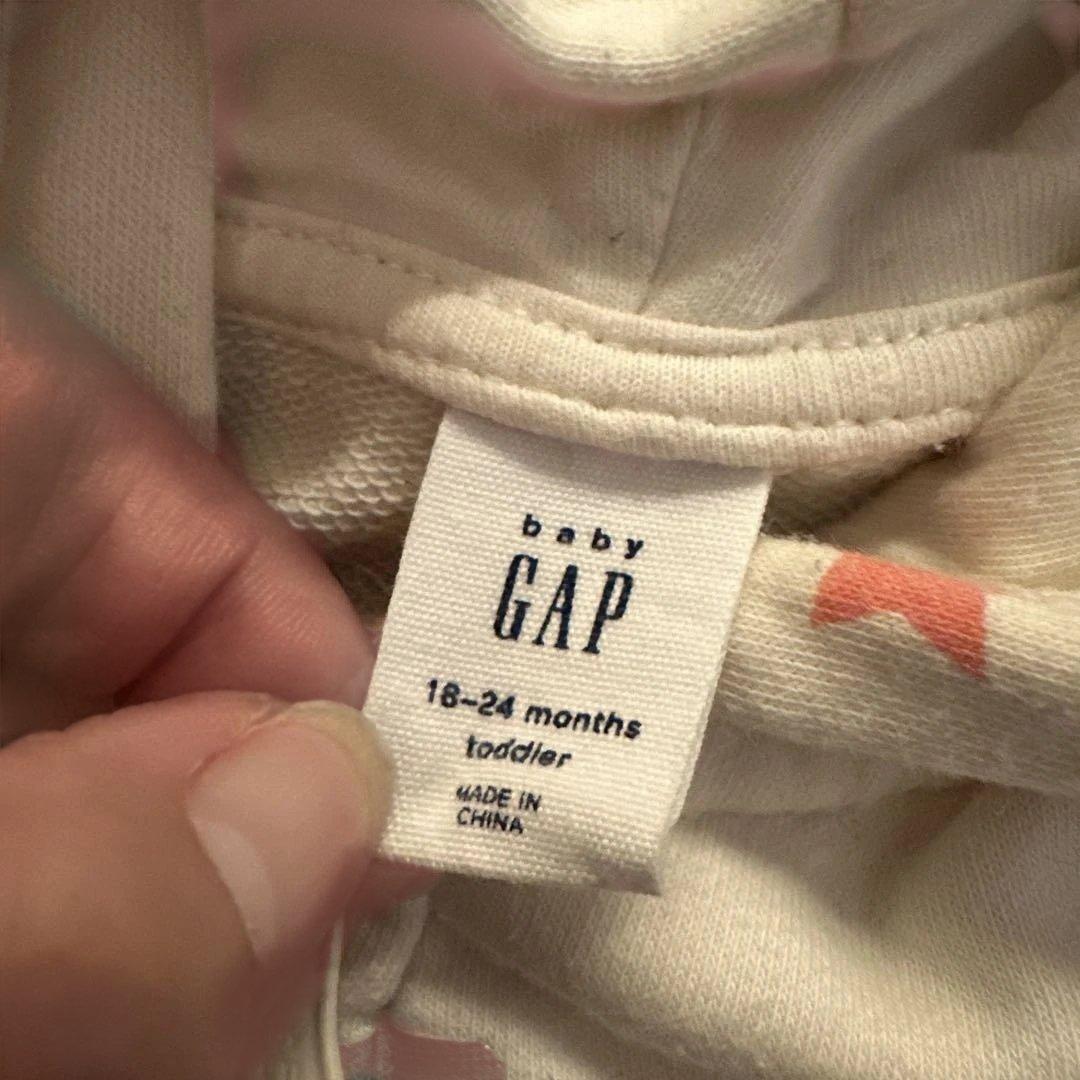 baby
GAP
18-24 months
toddler
MADE IN
CHINA